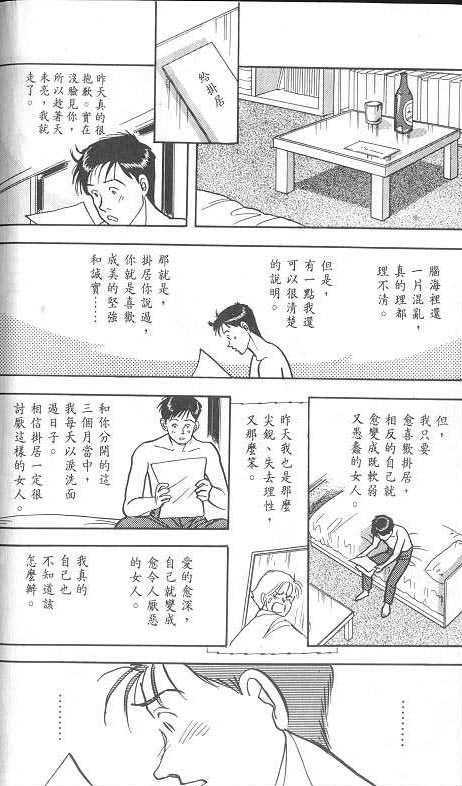 給掛居
昨天真的很
抱歉。實在
沒臉見你，
所以趁著天
未亮，我就
走了。
腦海裡還
一片混亂，
真的理都
理不清。
但是，
有一點我還
可以很清楚
的說明。
那就是，
掛居你說過，
你就是喜歡
成美的堅強
和誠實⋯⋯
但，
我只要
愈喜歡掛居，
相反的自己就
愈變成既軟弱
又愚蠢的女人。
昨天我也是那麼
尖銳、失去理性，
又那麼笨。
和你分開的這
三個月當中，
我每天以淚洗面
過日子。
相信掛居一定很
討厭這樣的女人。
愛的愈深，
自己就變成
愈令人厭惡
的女人。
我真的
自己也
不知道該
怎麼辦。
⋯⋯⋯
⋯⋯⋯